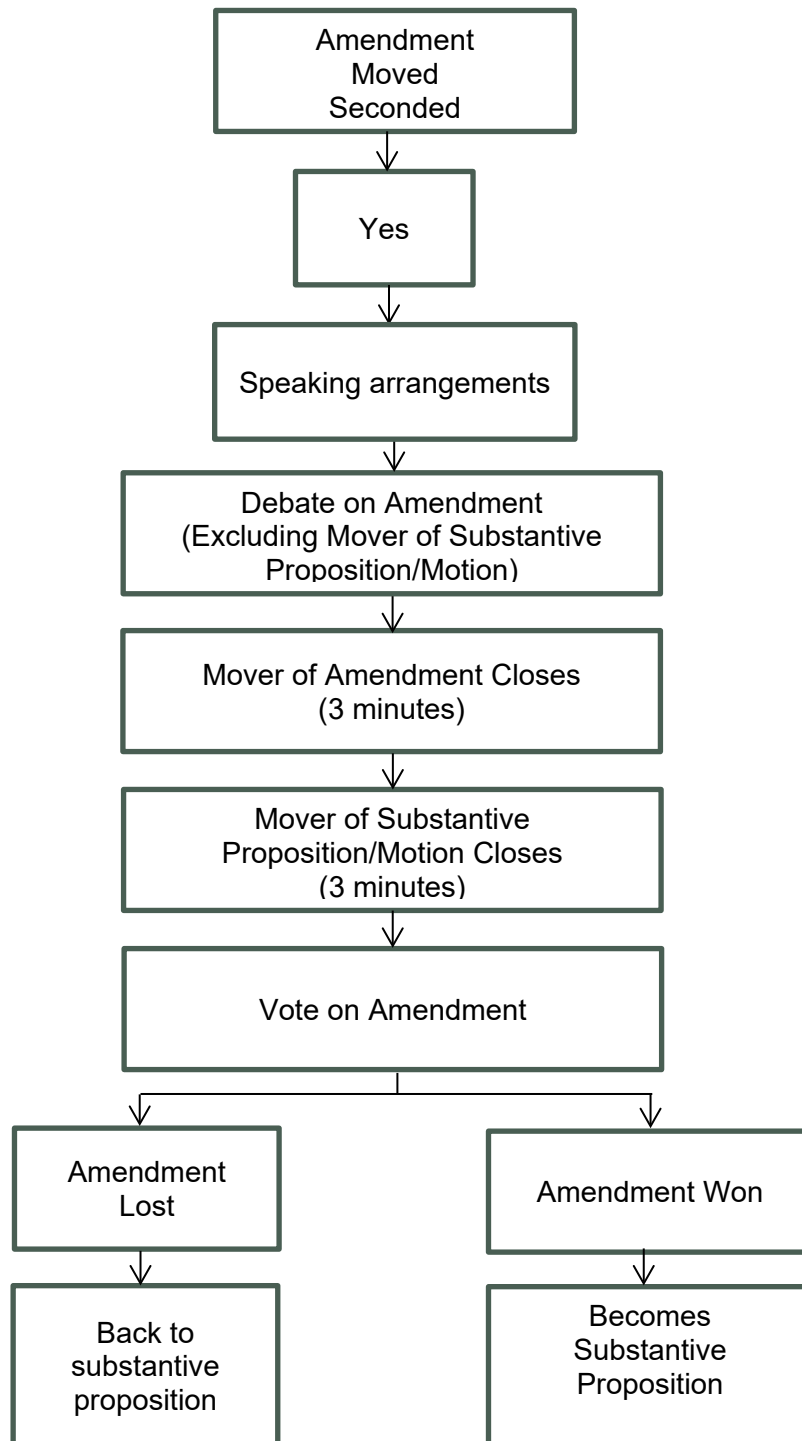 Amendment
Moved
Seconded
Yes
Speaking arrangements
Debate on Amendment
(Excluding Mover of Substantive
Proposition/Motion)
Mover of Amendment Closes
(3 minutes)
Mover of Substantive
Proposition/Motion Closes
(3 minutes)
Vote on Amendment
Amendment
Lost
Amendment Won
Back to
substantive
proposition
Becomes
Substantive
Proposition